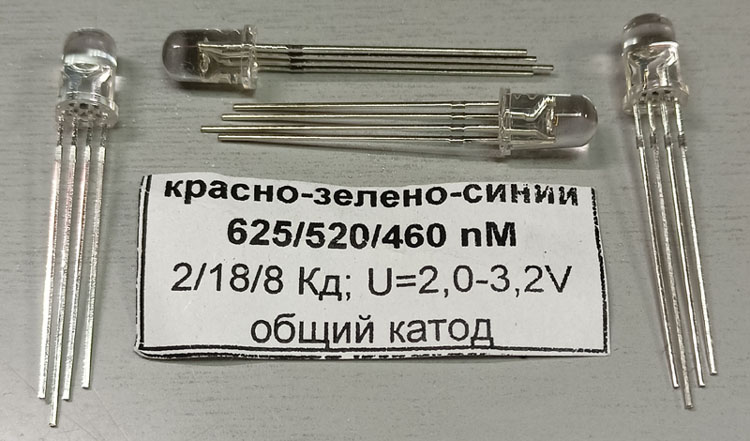 красно-зелено-синий
625/520/460 nM
2/18/8 Кд; U=2,0-3,2V
общий катод